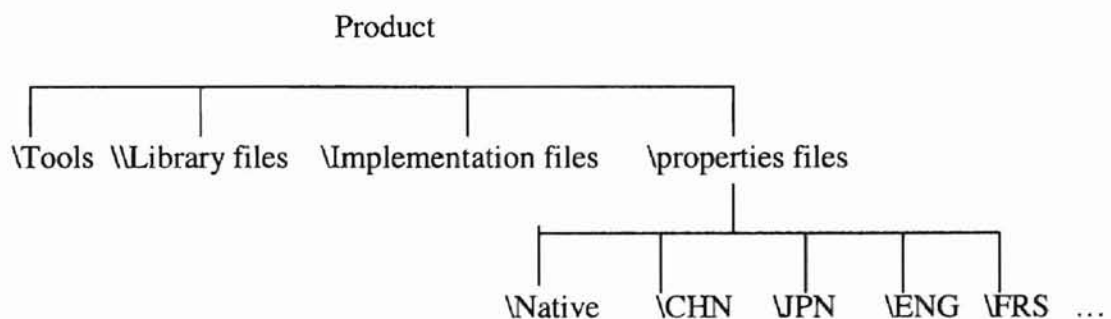 Product
\Tools \\Library files \Implementation files \properties files
\Native \CHN \JPN \ENG \FRS ...